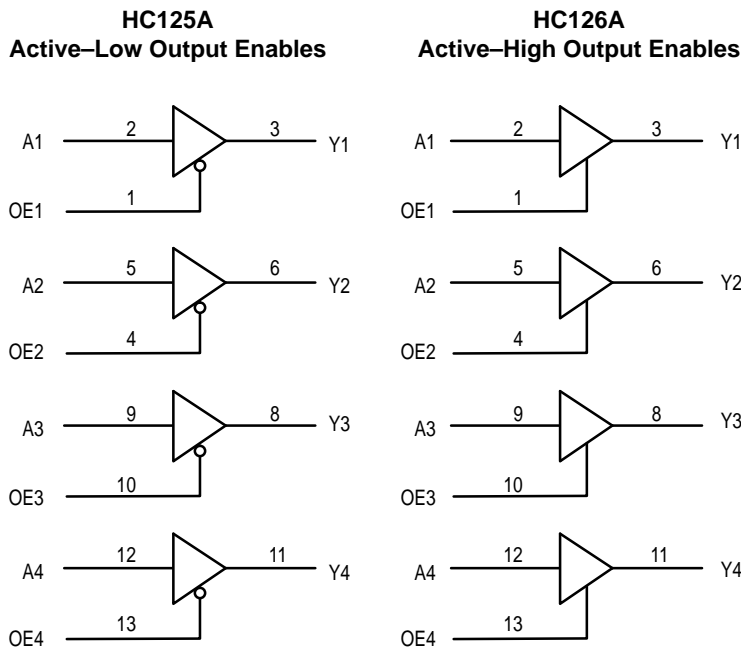 HC125A
Active–Low Output Enables
A1 2 3 Y1
OE1 1
A2 5 6 Y2
OE2 4
A3 9 8 Y3
OE3 10
A4 12 11 Y4
OE4 13
HC126A
Active–High Output Enables
A1 2 3 Y1
OE1 1
A2 5 6 Y2
OE2 4
A3 9 8 Y3
OE3 10
A4 12 11 Y4
OE4 13